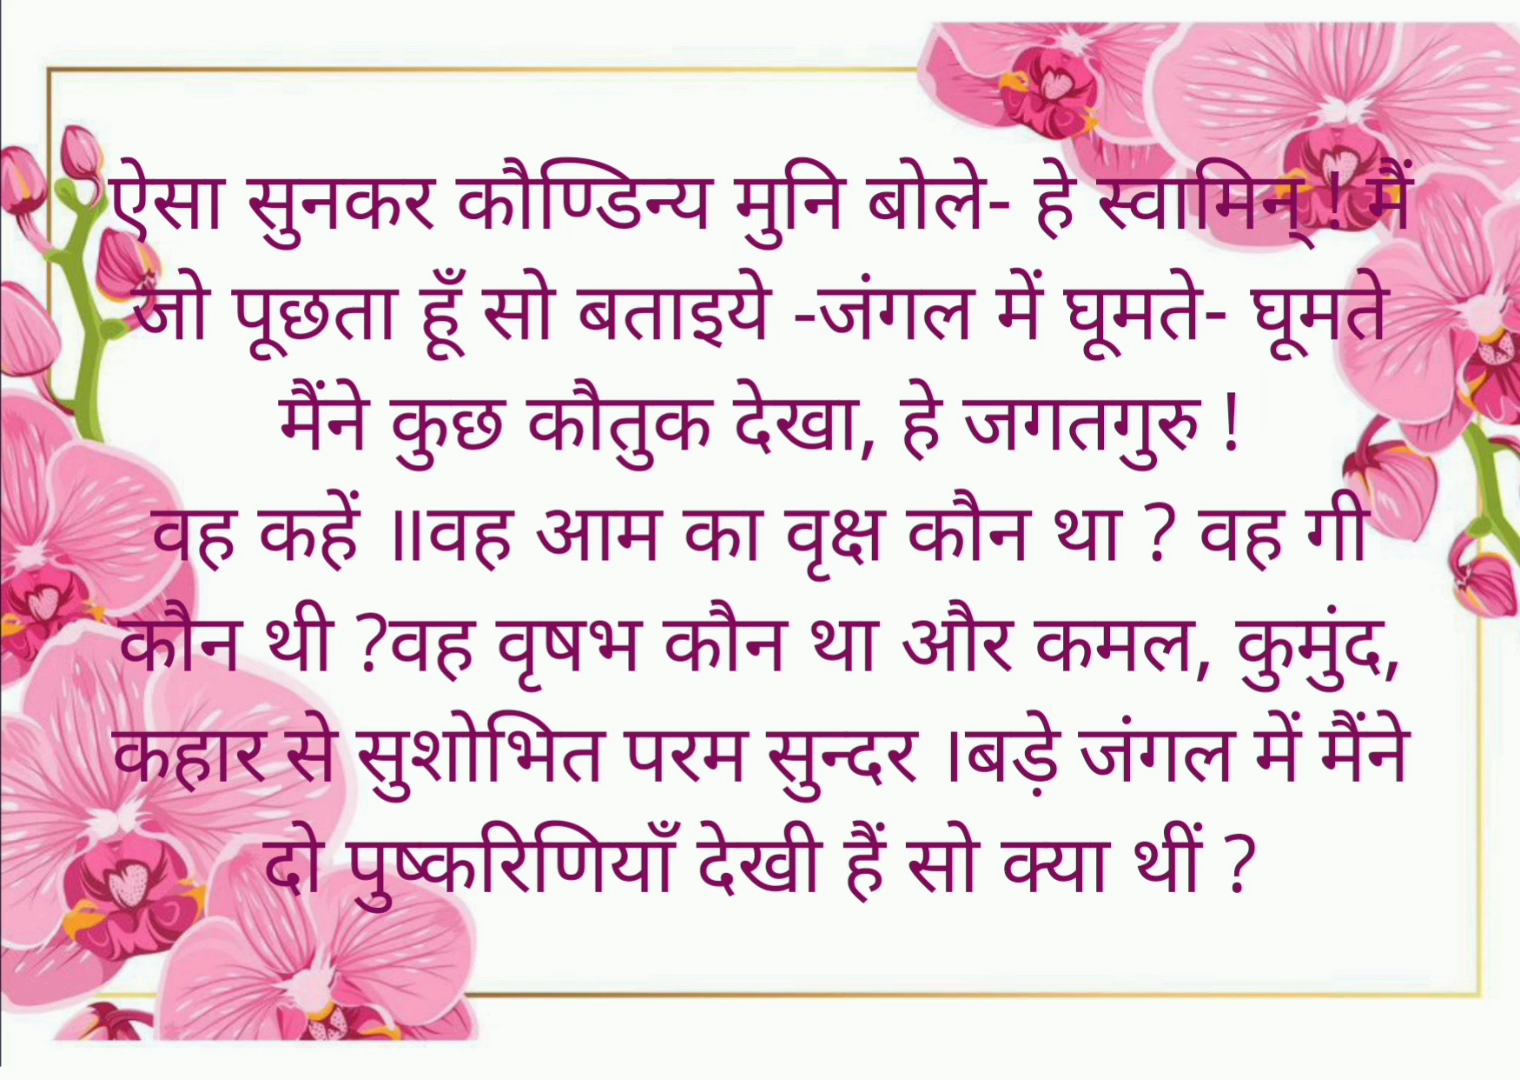 ऐसा सुनकर कौण्डिन्य मुनि बोले- हे स्वामिन् ! मैं
जो पूछता हूँ सो बताइये -जंगल में घूमते- घूमते
मैंने कुछ कौतुक देखा, हे जगतगुरु !
वह कहें ॥वह आम का वृक्ष कौन था ? वह गी
कौन थी ?वह वृषभ कौन था और कमल, कुमुंद,
कहार से सुशोभित परम सुन्दर ।बड़े जंगल में मैंने
दो पुष्करिणियाँ देखी हैं सो क्या थीं ?